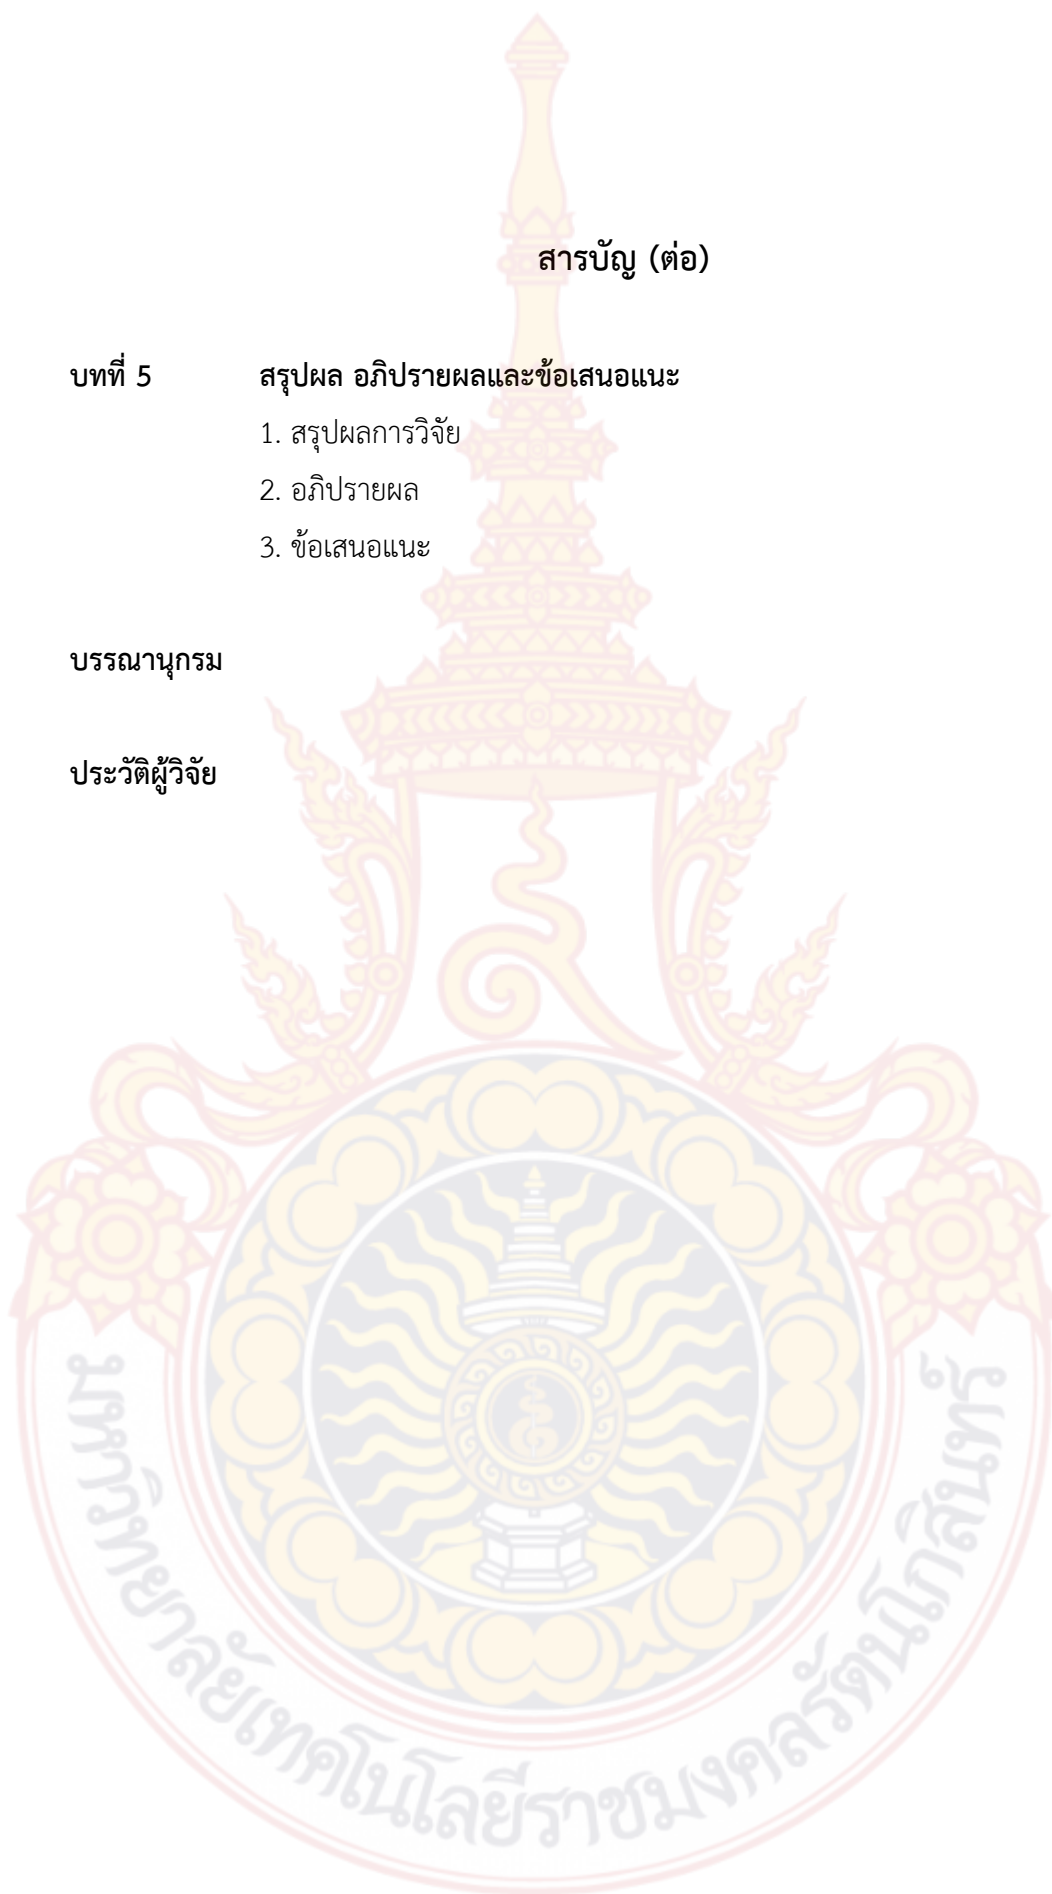 สารบัญ (ต่อ)
บทที่ 5 สรุปผล อภิปรายผลและข้อเสนอแนะ
1. สรุปผลการวิจัย
2. อภิปรายผล
3. ข้อเสนอแนะ
บรรณานุกรม
ประวัติผู้วิจัย
มหาวิทยาลัยเทคโนโลยีราชมงคลรัตนโกสินทร์